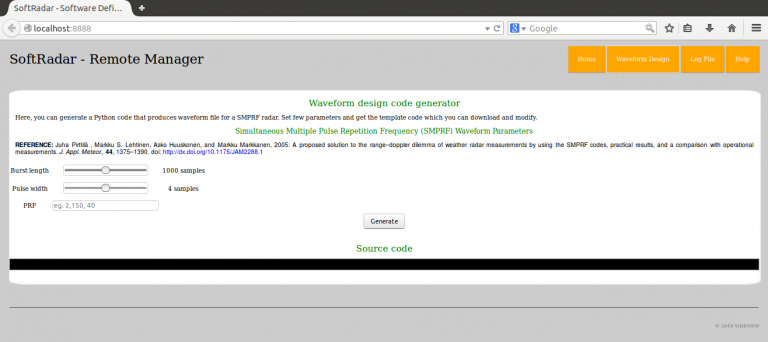 SoftRadar - Software Defi...
localhost:8888
Google
SoftRadar - Remote Manager
Home
Waveform Design
Log File
Help
Waveform design code generator
Here, you can generate a Python code that produces waveform file for a SMPRF radar. Set few parameters and get the template code which you can download and modify.
Simultaneous Multiple Pulse Repetition Frequency (SMPRF) Waveform Parameters
REFERENCE: Juha Pirttilä , Markku S. Lehtinen, Asko Huuskonen, and Markku Markkanen, 2005: A proposed solution to the range–doppler dilemma of weather radar measurements by using the SMPRF codes, practical results, and a comparison with operational
measurements. J. Appl. Meteor, 44, 1375–1390. doi: http://dx.doi.org/10.1175/JAM2288.1
Burst length 1000 samples
Pulse width 4 samples
PRF eg. 2,150, 40
Generate
Source code